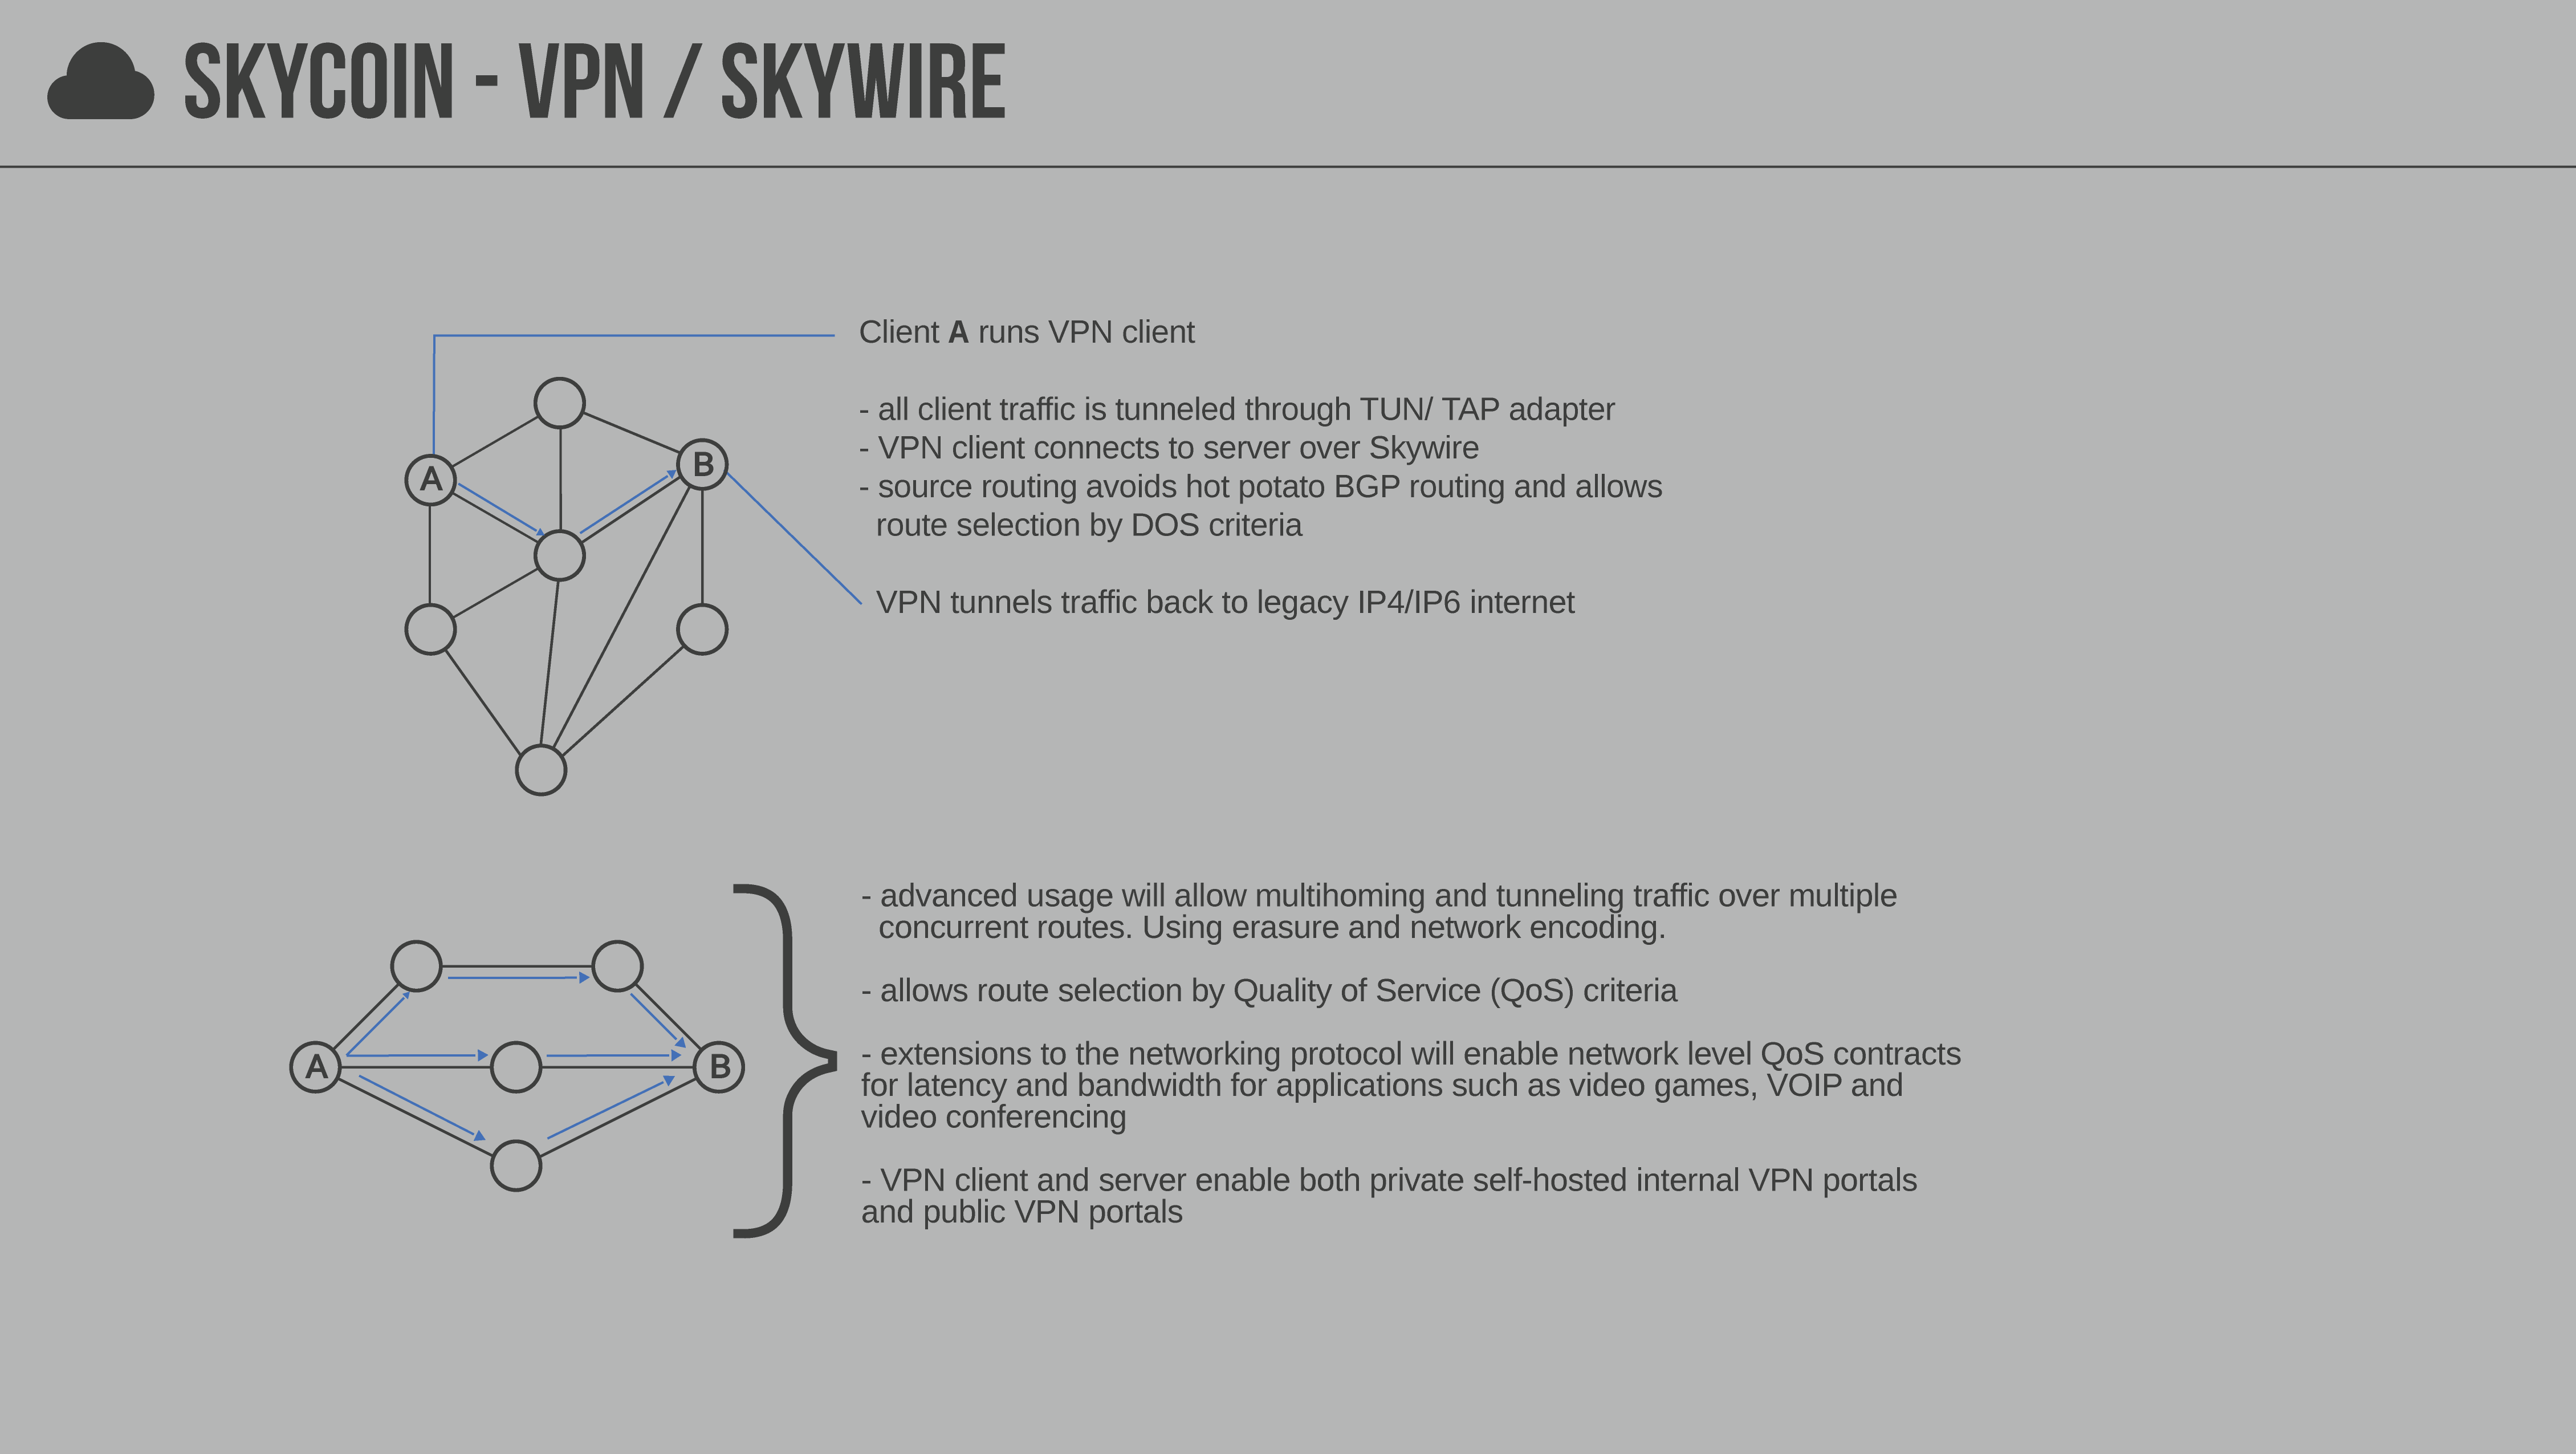 SKYCOIN - VPN / SKYWIRE
Client A runs VPN client
- all client traffic is tunneled through TUN/ TAP adapter
- VPN client connects to server over Skywire
- source routing avoids hot potato BGP routing and allows
route selection by DOS criteria
VPN tunnels traffic back to legacy IP4/IP6 internet
A
B
- advanced usage will allow multihoming and tunneling traffic over multiple
concurrent routes. Using erasure and network encoding.
- allows route selection by Quality of Service (QoS) criteria
- extensions to the networking protocol will enable network level QoS contracts
for latency and bandwidth for applications such as video games, VOIP and
video conferencing
- VPN client and server enable both private self-hosted internal VPN portals
and public VPN portals
A
B